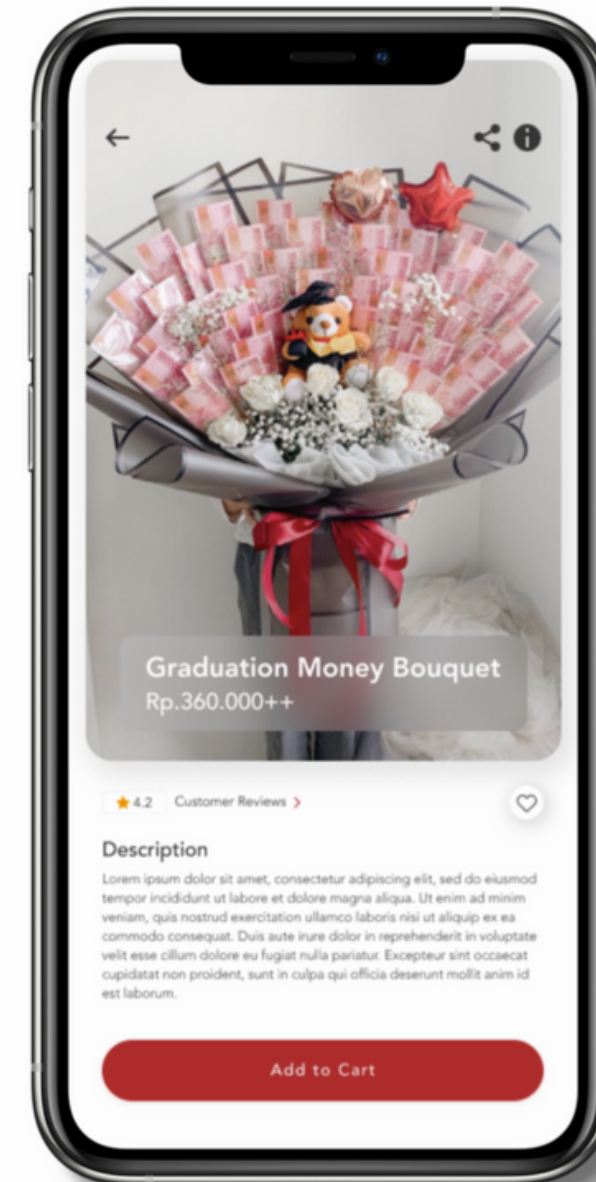 Graduation Money Bouquet
Rp.360.000++
4.2 Customer Reviews >
Description
Lorem ipsum dolor sit amet, consectetur adipiscing elit, sed do eiusmod
tempor incididunt ut labore et dolore magna aliqua. Ut enim ad minim
veniam, quis nostrud exercitation ullamco laboris nisi ut aliquip ex ea
commodo consequat. Duis aute irure dolor in reprehenderit in voluptate
velit esse cillum dolore eu fugiat nulla pariatur. Excepteur sint occaecat
cupidatat non proident, sunt in culpa qui officia deserunt mollit anim id
est laborum.
Add to Cart